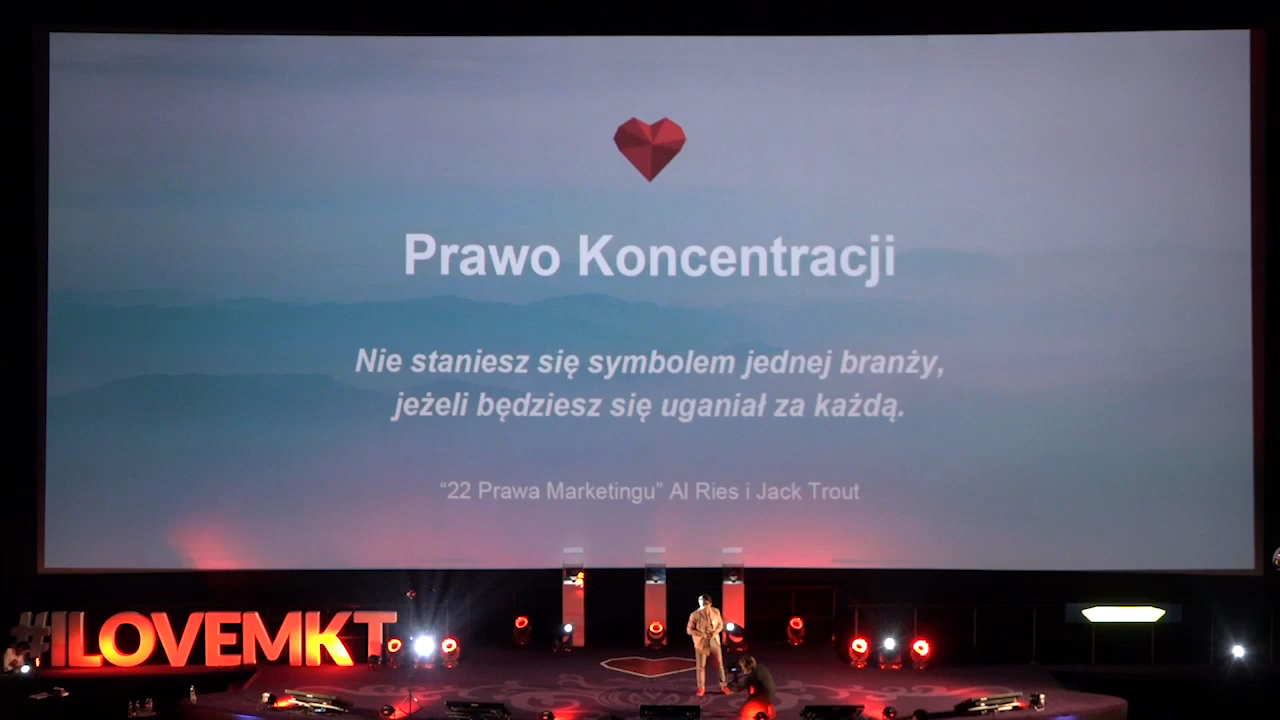 Prawo Koncentracji
Nie staniesz się symbolem jednej branży,
jeżeli będziesz się uganiał za każdą.
“22 Prawa Marketingu” Al Ries i Jack Trout
#ILOVEMKT